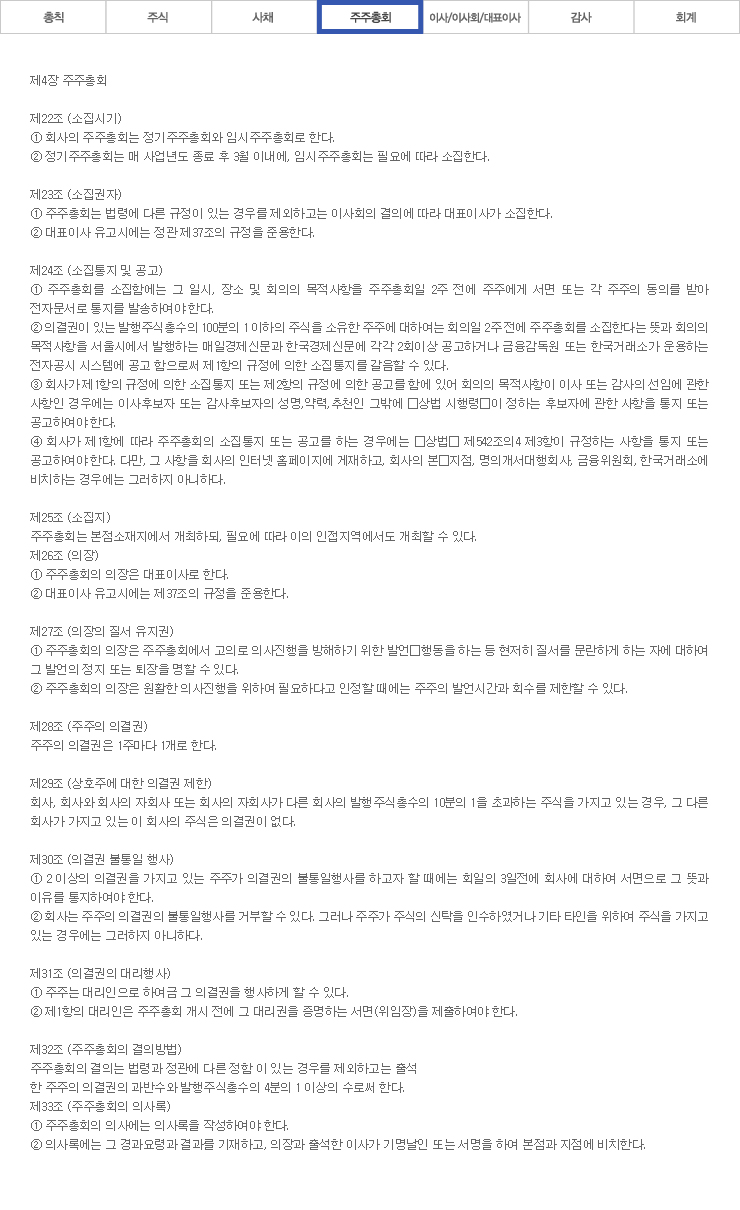 총칙
주식
사채
주주총회
이사/이사회/대표이사
감사
회계
제4장 주주총회
제22조 (소집시기)
① 회사의 주주총회는 정기주주총회와 임시주주총회로 한다.
② 정기주주총회는 매 사업년도 종료 후 3월 이내에, 임시주주총회는 필요에 따라 소집한다.
제23조 (소집권자)
① 주주총회는 법령에 다른 규정이 있는 경우를 제외하고는 이사회의 결의에 따라 대표이사가 소집한다.
② 대표이사 유고시에는 정관 제37조의 규정을 준용한다.
제24조 (소집통지 및 공고)
① 주주총회를 소집함에는 그 일시, 장소 및 회의의 목적사항을 주주총회일 2주 전에 주주에게 서면 또는 각 주주의 동의를 받아
전자문서로 통지를 발송하여야 한다.
② 의결권이 있는 발행주식총수의 100분의 1 이하의 주식을 소유한 주주에 대하여는 회의일 2주전에 주주총회를 소집한다는 뜻과 회의의
목적사항을 서울시에서 발행하는 매일경제신문과 한국경제신문에 각각 2회이상 공고하거나 금융감독원 또는 한국거래소가 운용하는
전자공시 시스템에 공고 함으로써 제1항의 규정에 의한 소집통지를 갈음할 수 있다.
③ 회사가 제1항의 규정에 의한 소집통지 또는 제2항의 규정에 의한 공고를 함에 있어 회의의 목적사항이 이사 또는 감사의 선임에 관한
사항인 경우에는 이사후보자 또는 감사후보자의 성명,약력,추천인 그밖에 □상법 시행령□이 정하는 후보자에 관한 사항을 통지 또는
공고하여야 한다.
④ 회사가 제1항에 따라 주주총회의 소집통지 또는 공고를 하는 경우에는 □상법□ 제542조의4 제3항이 규정하는 사항을 통지 또는
공고하여야 한다. 다만, 그 사항을 회사의 인터넷 홈페이지에 게재하고, 회사의 본□지점, 명의개서대행회사, 금융위원회, 한국거래소에
비치하는 경우에는 그러하지 아니하다.
제25조 (소집지)
주주총회는 본점소재지에서 개최하되, 필요에 따라 이의 인접지역에서도 개최할 수 있다.
제26조 (의장)
① 주주총회의 의장은 대표이사로 한다.
② 대표이사 유고시에는 제37조의 규정을 준용한다.
제27조 (의장의 질서 유지권)
① 주주총회의 의장은 주주총회에서 고의로 의사진행을 방해하기 위한 발언□행동을 하는 등 현저히 질서를 문란하게 하는 자에 대하여
그 발언의 정지 또는 퇴장을 명할 수 있다.
② 주주총회의 의장은 원활한 의사진행을 위하여 필요하다고 인정할 때에는 주주의 발언시간과 회수를 제한할 수 있다.
제28조 (주주의 의결권)
주주의 의결권은 1주마다 1개로 한다.
제29조 (상호주에 대한 의결권 제한)
회사, 회사와 회사의 자회사 또는 회사의 자회사가 다른 회사의 발행주식총수의 10분의 1을 초과하는 주식을 가지고 있는 경우, 그 다른
회사가 가지고 있는 이 회사의 주식은 의결권이 없다.
제30조 (의결권 불통일 행사)
① 2 이상의 의결권을 가지고 있는 주주가 의결권의 불통일행사를 하고자 할 때에는 회일의 3일전에 회사에 대하여 서면으로 그 뜻과
이유를 통지하여야 한다.
② 회사는 주주의 의결권의 불통일행사를 거부할 수 있다. 그러나 주주가 주식의 신탁을 인수하였거나 기타 타인을 위하여 주식을 가지고
있는 경우에는 그러하지 아니하다.
제31조 (의결권의 대리행사)
① 주주는 대리인으로 하여금 그 의결권을 행사하게 할 수 있다.
② 제1항의 대리인은 주주총회 개시 전에 그 대리권을 증명하는 서면(위임장)을 제출하여야 한다.
제32조 (주주총회의 결의방법)
주주총회의 결의는 법령과 정관에 다른 정함 이 있는 경우를 제외하고는 출석
한 주주의 의결권의 과반수와 발행주식총수의 4분의 1 이상의 수로써 한다.
제33조 (주주총회의 의사록)
① 주주총회의 의사에는 의사록을 작성하여야 한다.
② 의사록에는 그 경과요령과 결과를 기재하고, 의장과 출석한 이사가 기명날인 또는 서명을 하여 본점과 지점에 비치한다.